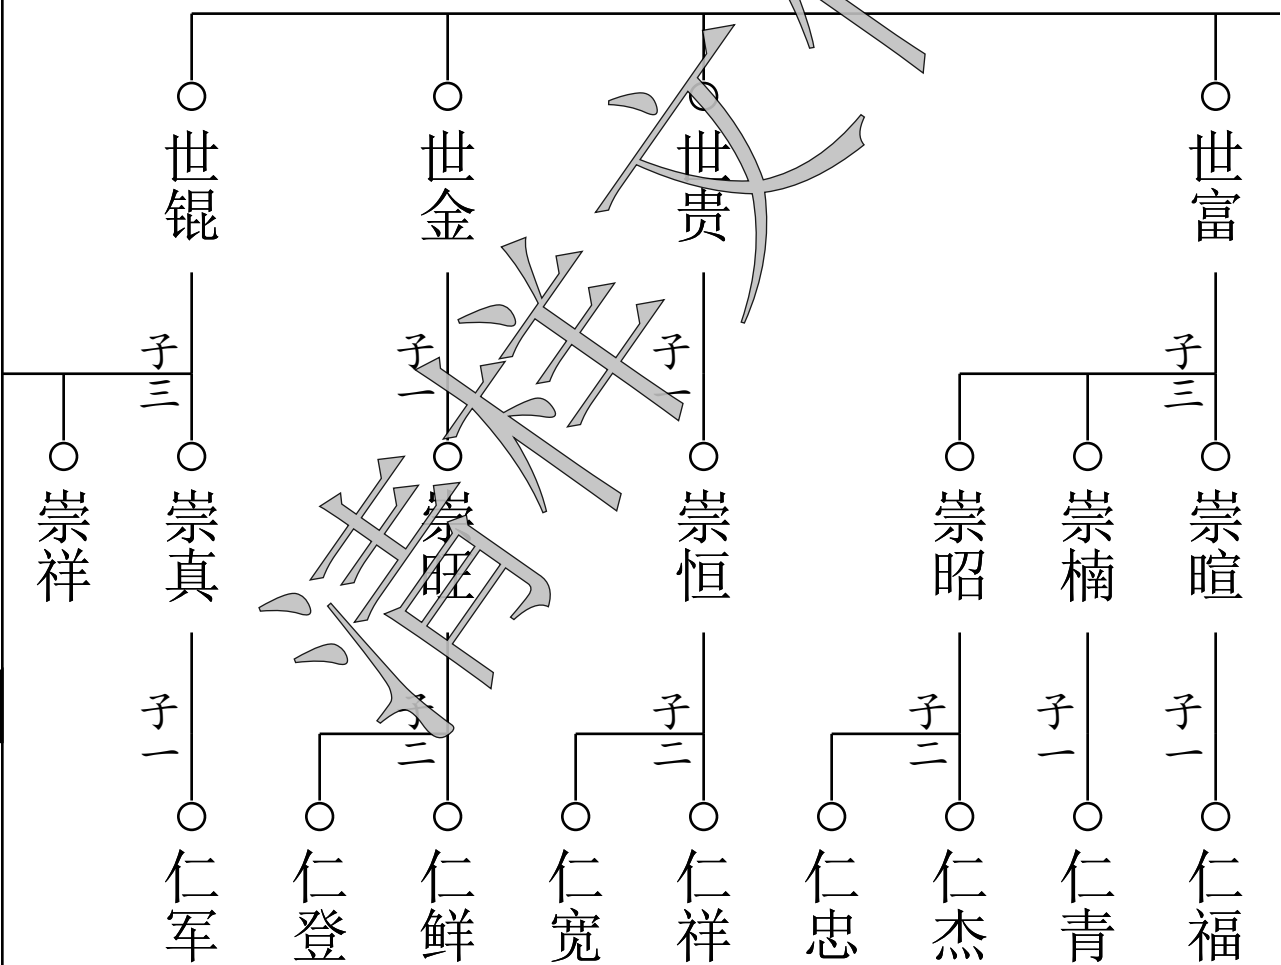 世锟 世金 世贵 世富
子三 子一 子一 子三
崇祥 崇真 崇旺 崇恒 崇昭 崇楠 崇暄
子一 子二 子二 子二 子一 子一
仁军 仁登 仁鲜 仁宽 仁祥 仁忠 仁杰 仁青 仁福